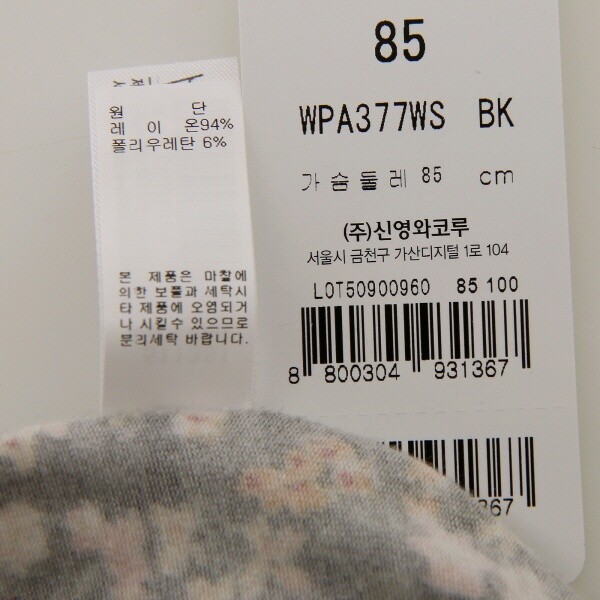 원 단
레 이 온94%
폴리우레탄 6%
본 제품은 마찰에
의한 보풀과 세탁시
타 제품에 오염되거
나 시킬수 있으므로
분리세탁 바랍니다.
85
WPA377WS BK
가슴둘레 85 cm
(주)신영와코루
서울시 금천구 가산디지털 1로 104
LOT50900960 85 100
8 800304 931367
367